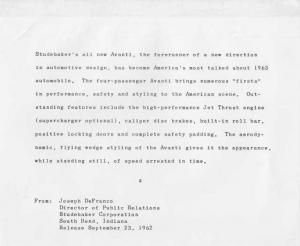 Studebaker's all new Avanti, the forerunner of a new direction
in automotive design, has become America's most talked about 1963
automobile. The four-passenger Avanti brings numerous "firsts"
in performance, safety and styling to the American scene. Out-
standing features include the high-performance Jet Thrust engine
(supercharger optional), caliper disc brakes, built-in roll bar,
positive locking doors and complete safety padding. The aerody-
namic, flying wedge styling of the Avanti gives it the appearance,
while standing still, of speed arrested in time.
From: Joseph DeFranco
Director of Public Relations
Studebaker Corporation
South Bend, Indiana
Release September 23, 1962